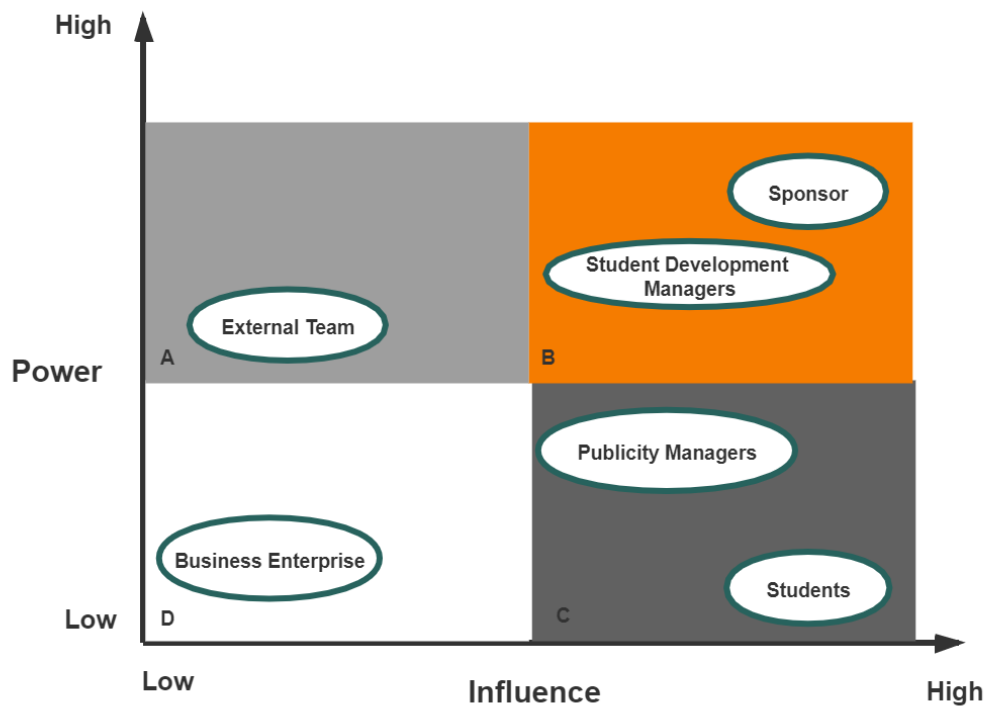 High
Sponsor
Student Development
Managers
External Team
A
B
Power
Publicity Managers
Business Enterprise
Students
Low
D
C
Low
Influence
High